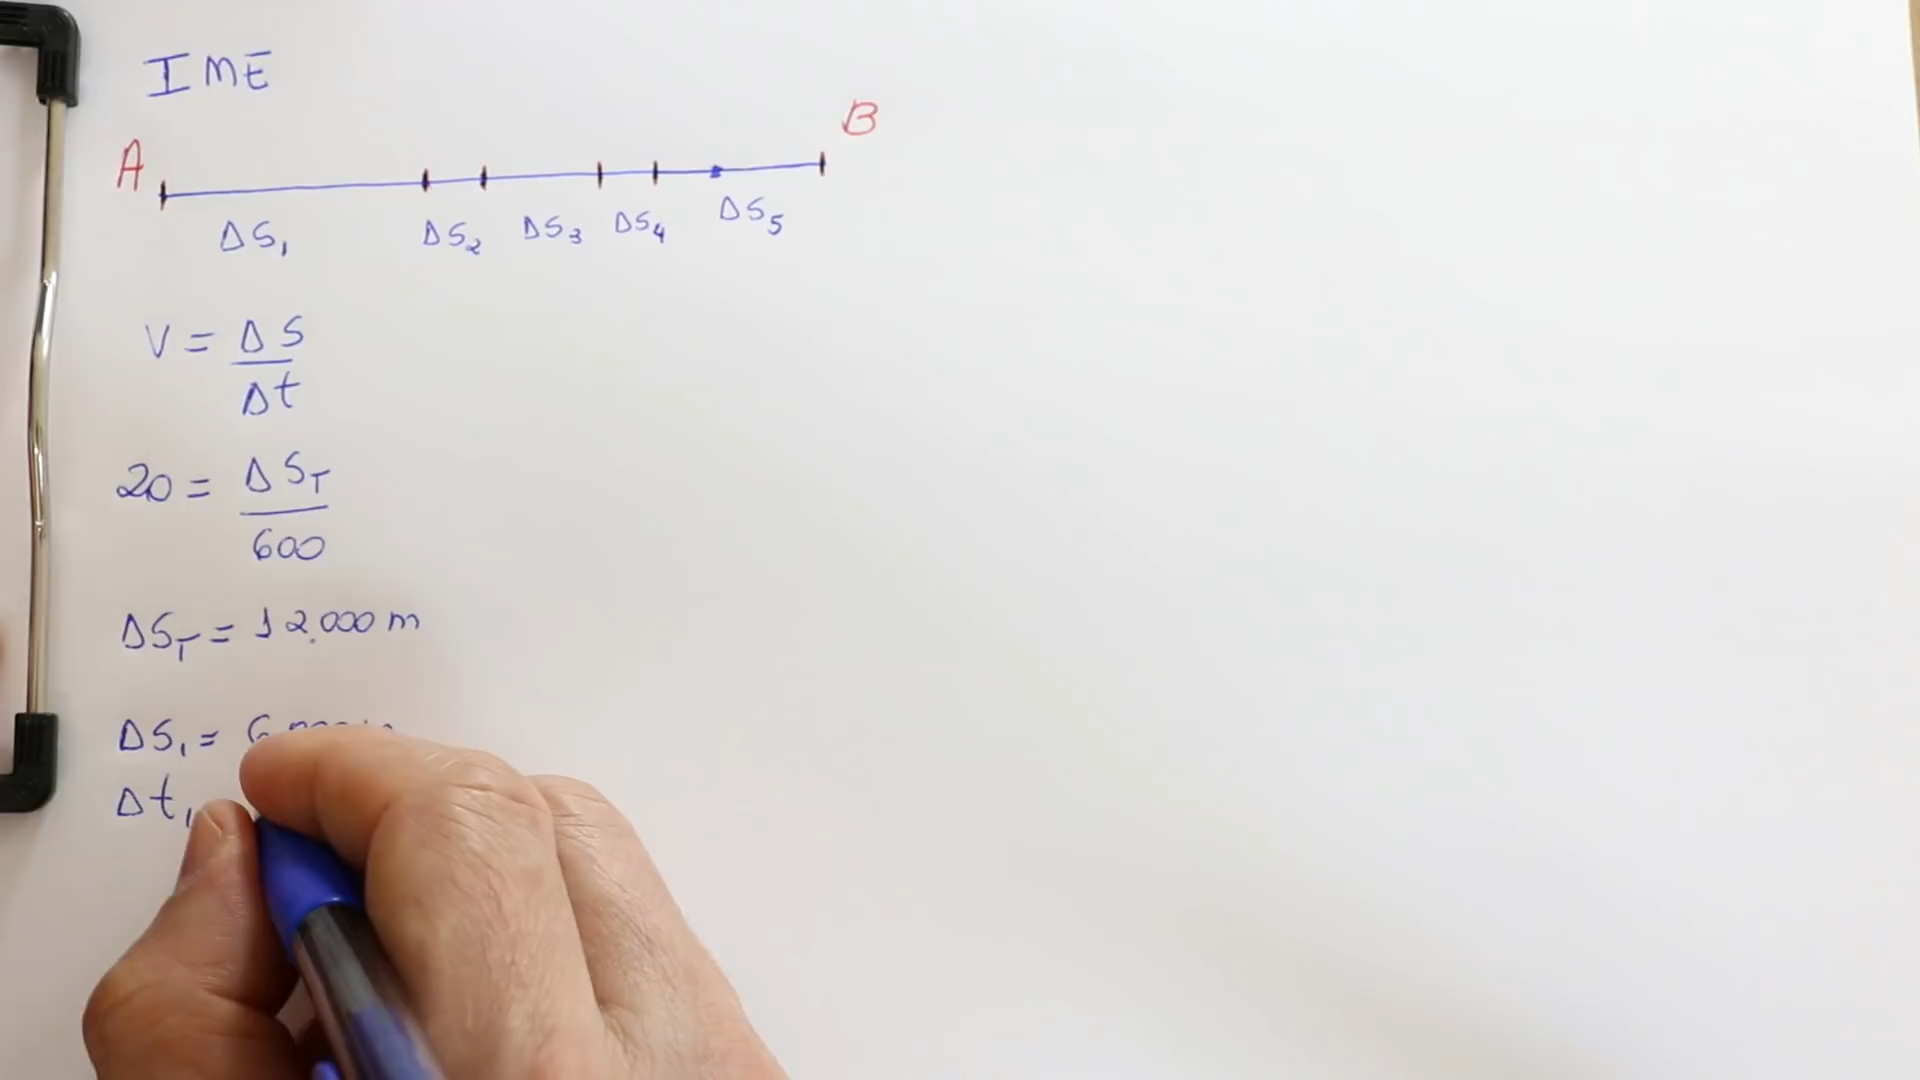 IME
A B
ΔS₁ ΔS₂ ΔS₃ ΔS₄ ΔS₅
V = ΔS / Δt
20 = ΔS_T / 600
ΔS_T = 12.000 m
ΔS₁ =
Δt₁